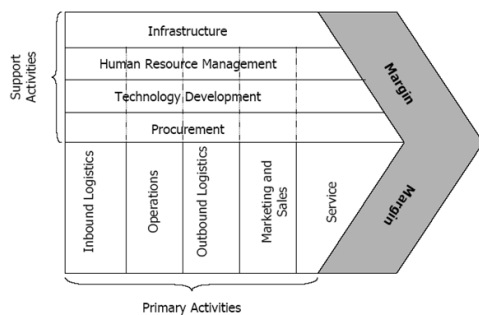 Support
Activities
Infrastructure
Human Resource Management
Technology Development
Procurement
Inbound Logistics
Operations
Outbound Logistics
Marketing and
Sales
Service
Margin
Margin
Primary Activities